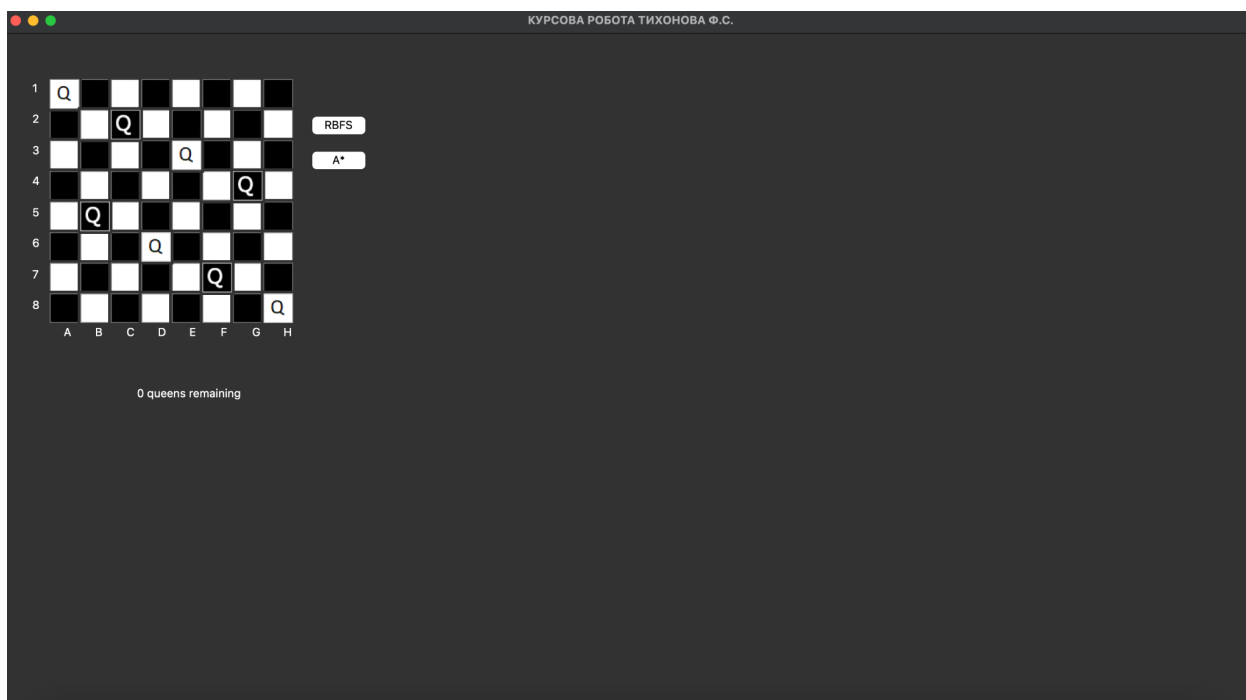 КУРСОВА РОБОТА ТИХОНОВА Ф.С.
1 Q
2 Q
RBFS
3 Q
A*
4 Q
5 Q
6 Q
7 Q
8 Q
A B C D E F G H
0 queens remaining